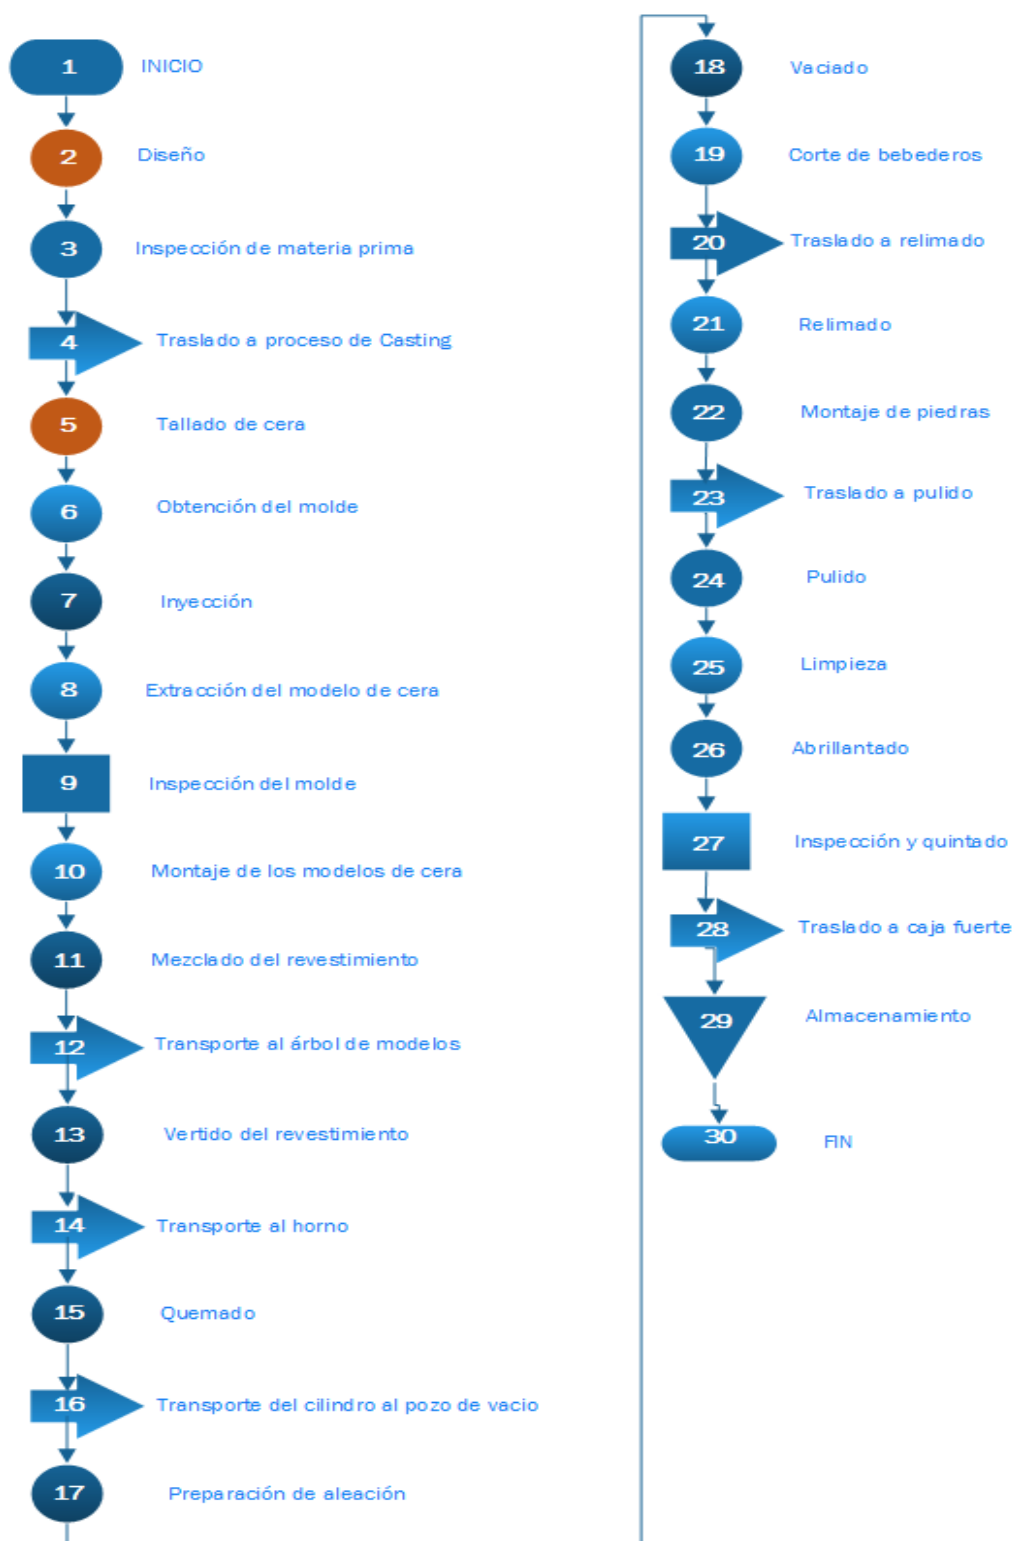 1 INICIO
2 Diseño
3 Inspección de materia prima
4 Traslado a proceso de Casting
5 Tallado de cera
6 Obtención del molde
7 Inyección
8 Extracción del modelo de cera
9 Inspección del molde
10 Montaje de los modelos de cera
11 Mezclado del revestimiento
12 Transporte al árbol de modelos
13 Vertido del revestimiento
14 Transporte al horno
15 Quemado
16 Transporte del cilindro al pozo de vacio
17 Preparación de aleación
18 Vaciado
19 Corte de bebederos
20 Traslado a relimado
21 Relimado
22 Montaje de piedras
23 Traslado a pulido
24 Pulido
25 Limpieza
26 Abrillantado
27 Inspección y quintado
28 Traslado a caja fuerte
29 Almacenamiento
30 FIN